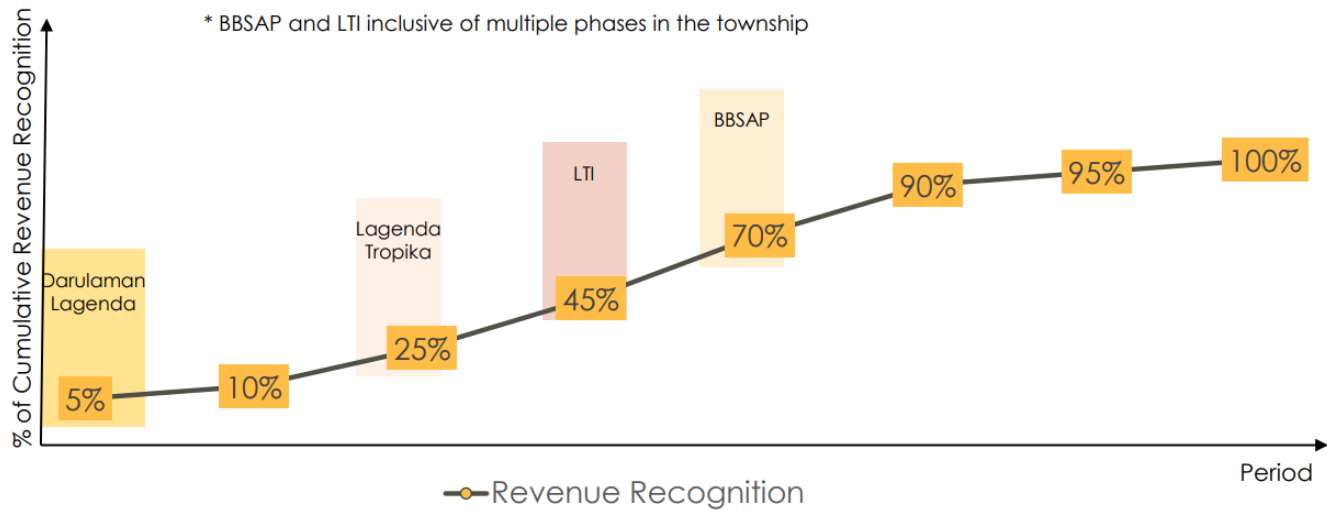 * BBSAP and LTI inclusive of multiple phases in the township
% of Cumulative Revenue Recognition
Darulaman
Lagenda
Lagenda
Tropika
LTI
BBSAP
5%
10%
25%
45%
70%
90%
95%
100%
Period
Revenue Recognition